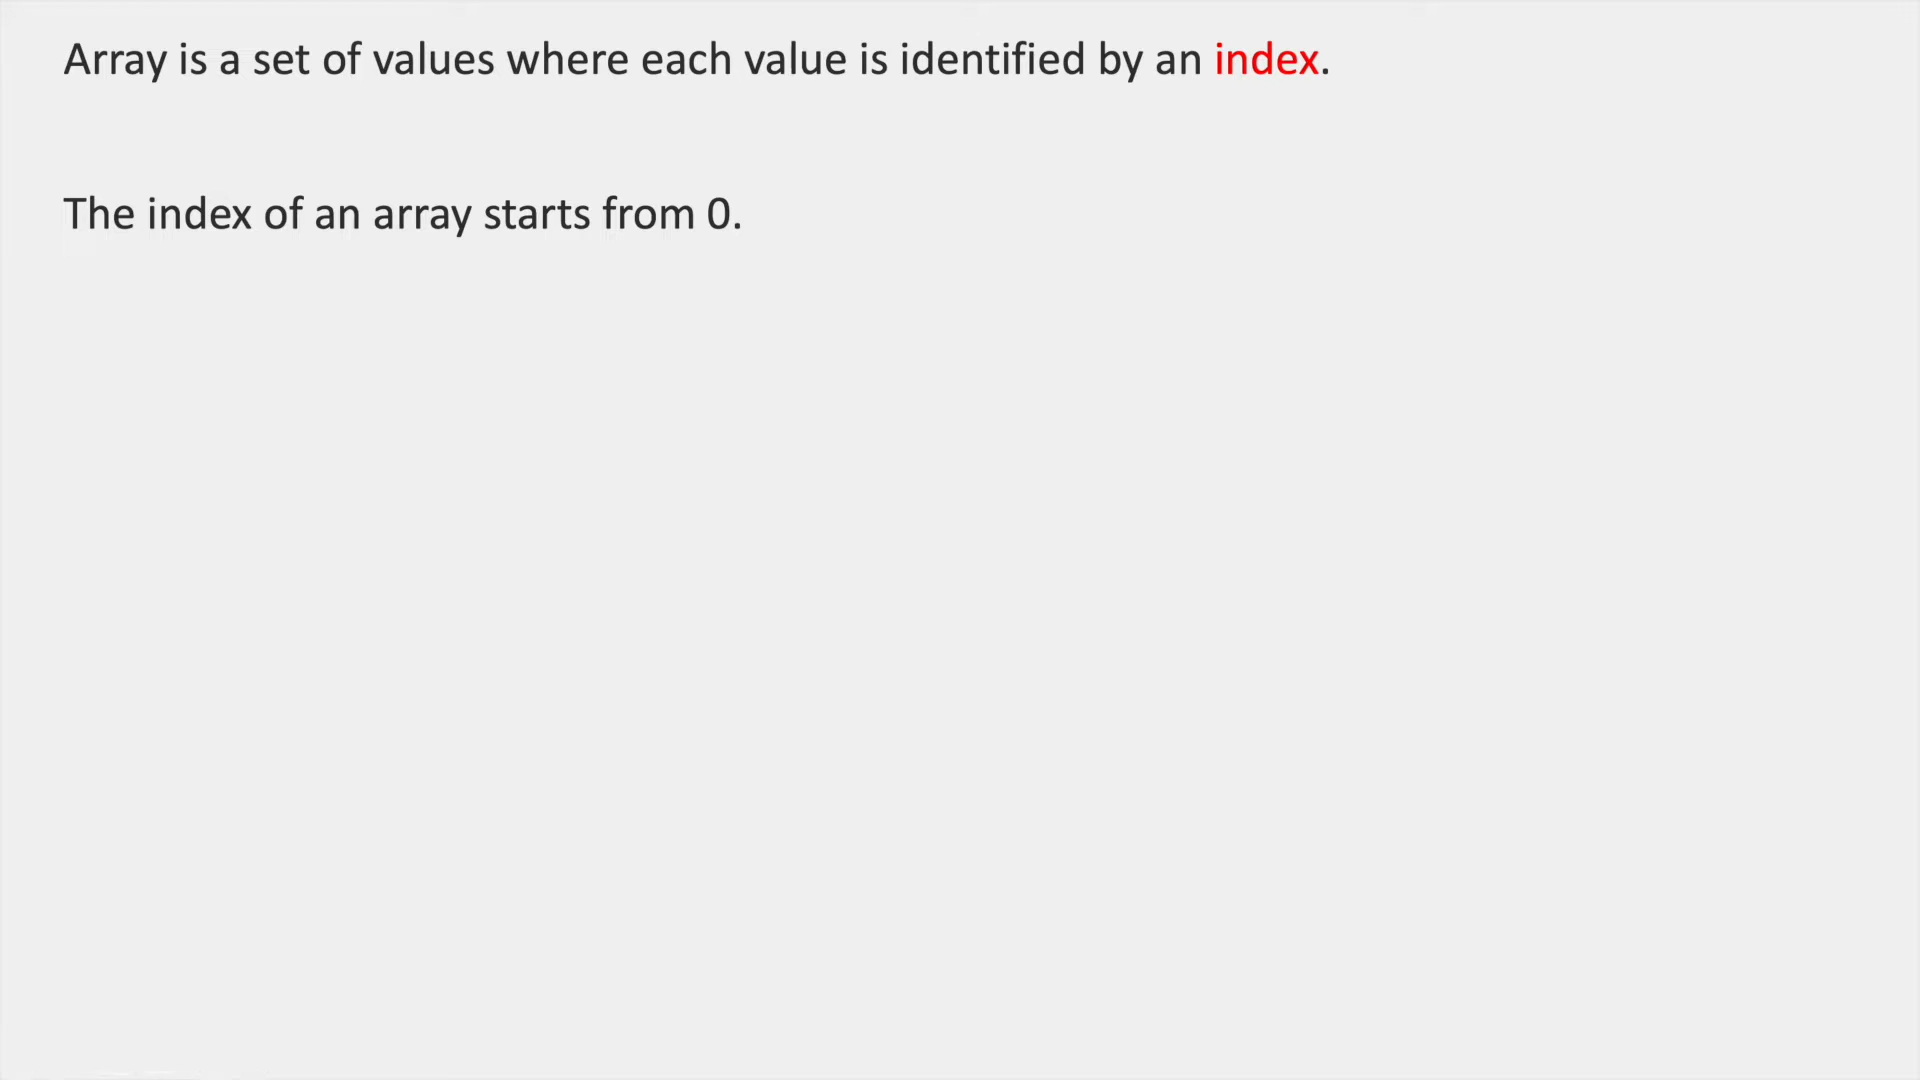 Array is a set of values where each value is identified by an index.
The index of an array starts from 0.